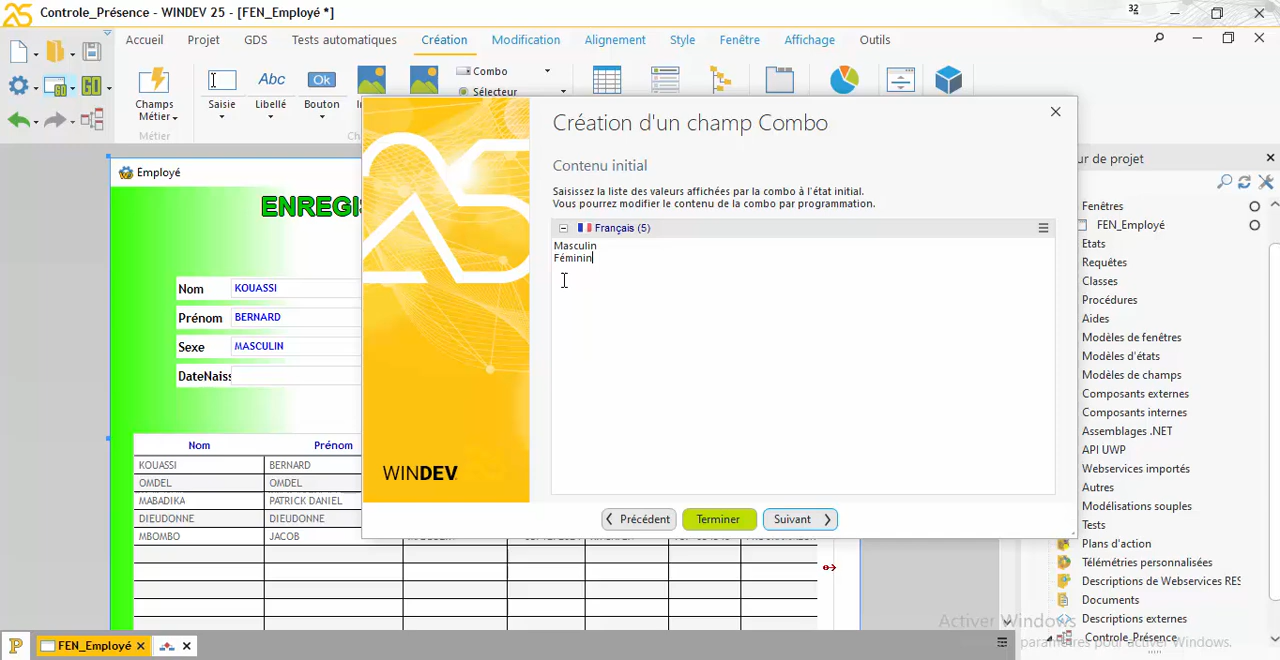 Controle_Présence - WINDEV 25 - [FEN_Employé *]
32
Accueil Projet GDS Tests automatiques Création Modification Alignement Style Fenêtre Affichage Outils
GO
Champs
Métier
Saisie
Abc
Libellé
Ok
Bouton
Combo
Sélecteur
Métier
Employé
ENREGI
Nom KOUASSI
Prénom BERNARD
Sexe MASCULIN
DateNaiss
Nom Prénom
KOUASSI BERNARD
OMDEL OMDEL
MABADIKA PATRICK DANIEL
DIEUDONNE DIEUDONNE
MBOMBO JACOB
Création d'un champ Combo
Contenu initial
Saisissez la liste des valeurs affichées par la combo à l'état initial.
Vous pourrez modifier le contenu de la combo par programmation.
Français (5)
Masculin
Féminin
WINDEV
Précédent
Terminer
Suivant
ur de projet
Fenêtres
FEN_Employé
Etats
Requêtes
Classes
Procédures
Aides
Modèles de fenêtres
Modèles d'états
Modèles de champs
Composants externes
Composants internes
Assemblages .NET
API UWP
Webservices importés
Autres
Modélisations souples
Tests
Plans d'action
Télémétries personnalisées
Descriptions de Webservices RES
Documents
Descriptions externes
Controle_Présence
Activer Windows
paramètres pour activer Windows.
FEN_Employé